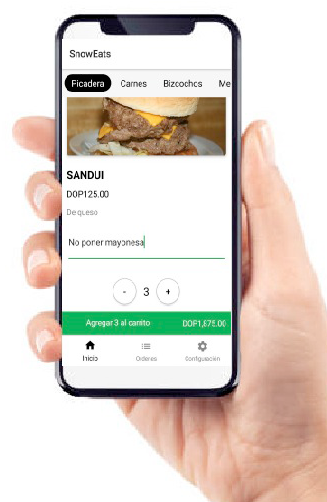 SnowEats
Ficadera Carnes Bizcochos Me
SANDUI
DOP125.00
De queso
No poner mayonesa
- 3 +
Agregar 3 al carrito DOP1,875.00
Inicio Ordenes Configuracion